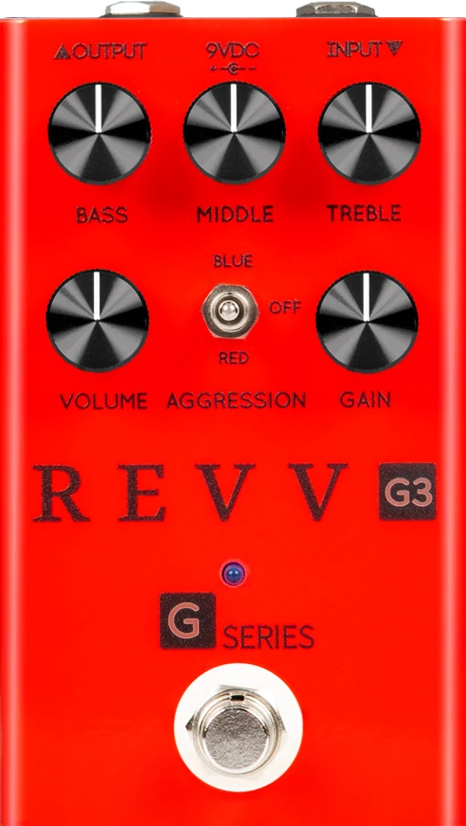 ▲OUTPUT 9VDC INPUT▼
+ -
BASS MIDDLE TREBLE
BLUE
OFF
RED
VOLUME AGGRESSION GAIN
REVV G3
G SERIES